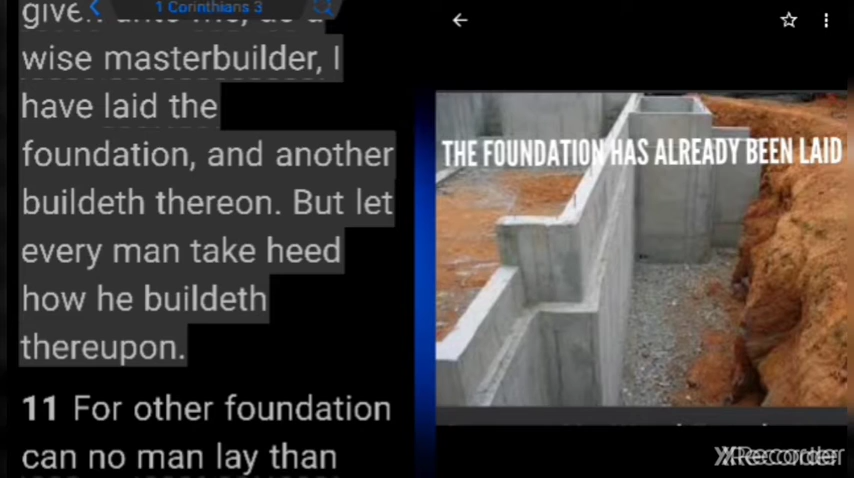 1 Corinthians 3
wise masterbuilder, I
have laid the
foundation, and another
buildeth thereon. But let
every man take heed
how he buildeth
thereupon.
11 For other foundation
can no man lay than
THE FOUNDATION HAS ALREADY BEEN LAID
XRecorder